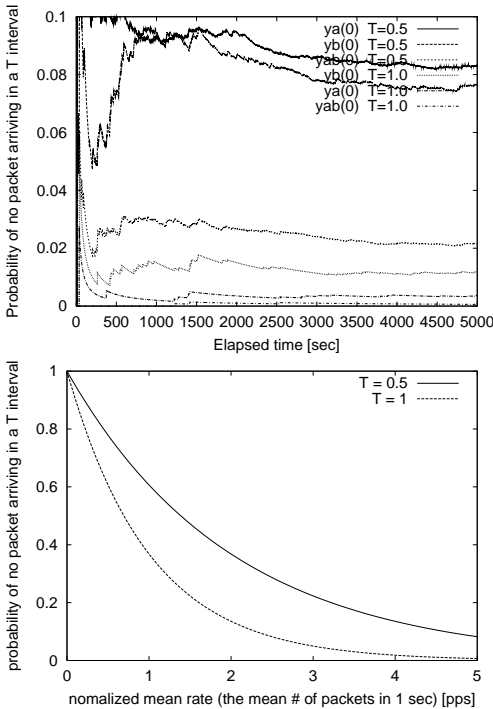 Probability of no packet arriving in a T interval
0.1
0.08
0.06
0.04
0.02
0
ya(0) T=0.5
yb(0) T=0.5
yab(0) T=0.5
yb(0) T=1.0
ya(0) T=1.0
yab(0) T=1.0
0 500 1000 1500 2000 2500 3000 3500 4000 4500 5000
Elapsed time [sec]
probability of no packet arriving in a T interval
1
0.8
0.6
0.4
0.2
0
T = 0.5
T = 1
0 1 2 3 4 5
nomalized mean rate (the mean # of packets in 1 sec) [pps]